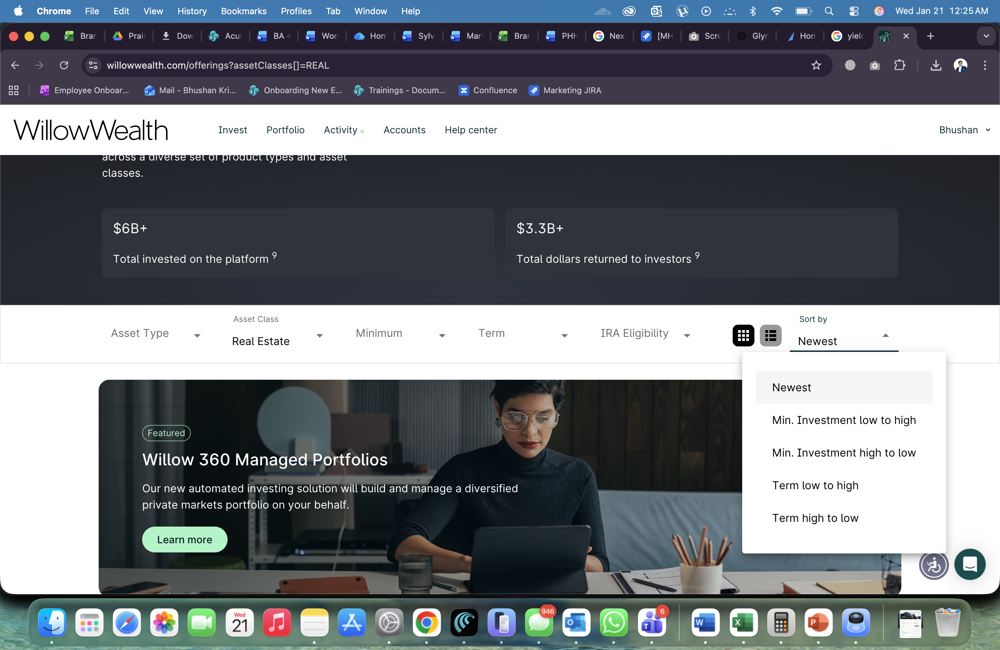 Chrome File Edit View History Bookmarks Profiles Tab Window Help Wed Jan 21 12:25 AM
Bran Prai Dow Acu BA + Wor Hom Sylv Mar Bran PHH Nex [MH Scre Glyn Hom yield
willowwealth.com/offerings?assetClasses[]=REAL
Employee Onboar... Mail - Bhushan Kri... Onboarding New E... Trainings - Docum... Confluence Marketing JIRA
WillowWealth Invest Portfolio Activity Accounts Help center Bhushan
across a diverse set of product types and asset
classes.
$6B+
Total invested on the platform 9
$3.3B+
Total dollars returned to investors 9
Asset Type
Asset Class
Real Estate
Minimum
Term
IRA Eligibility
Sort by
Newest
Newest
Min. Investment low to high
Min. Investment high to low
Term low to high
Term high to low
Featured
Willow 360 Managed Portfolios
Our new automated investing solution will build and manage a diversified
private markets portfolio on your behalf.
Learn more
Wed
21
946
6